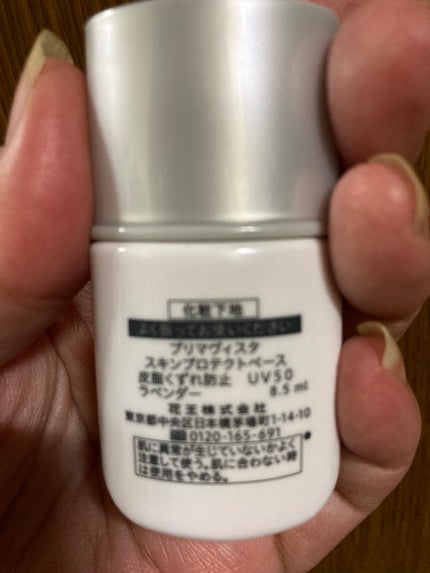 化粧下地
よく振ってお使いください
プリマヴィスタ
スキンプロテクトベース
皮脂くずれ防止 UV50
ラベンダー 8.5 ml
花王株式会社
東京都中央区日本橋茅場町1-14-10
0120-165-691
肌に異常が生じていないかよく
注意して使う。肌に合わない時
は使用をやめる。